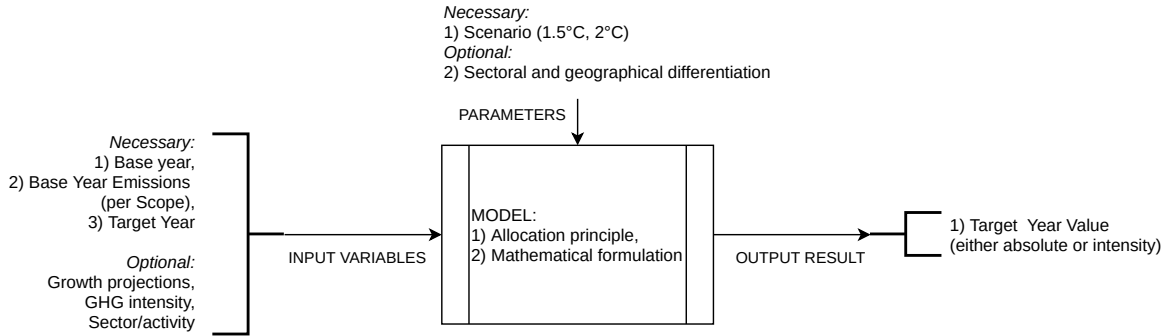 Necessary:
1) Scenario (1.5°C, 2°C)
Optional:
2) Sectoral and geographical differentiation
PARAMETERS
Necessary:
1) Base year,
2) Base Year Emissions
(per Scope),
3) Target Year
Optional:
Growth projections,
GHG intensity,
Sector/activity
INPUT VARIABLES
MODEL:
1) Allocation principle,
2) Mathematical formulation
OUTPUT RESULT
1) Target Year Value
(either absolute or intensity)